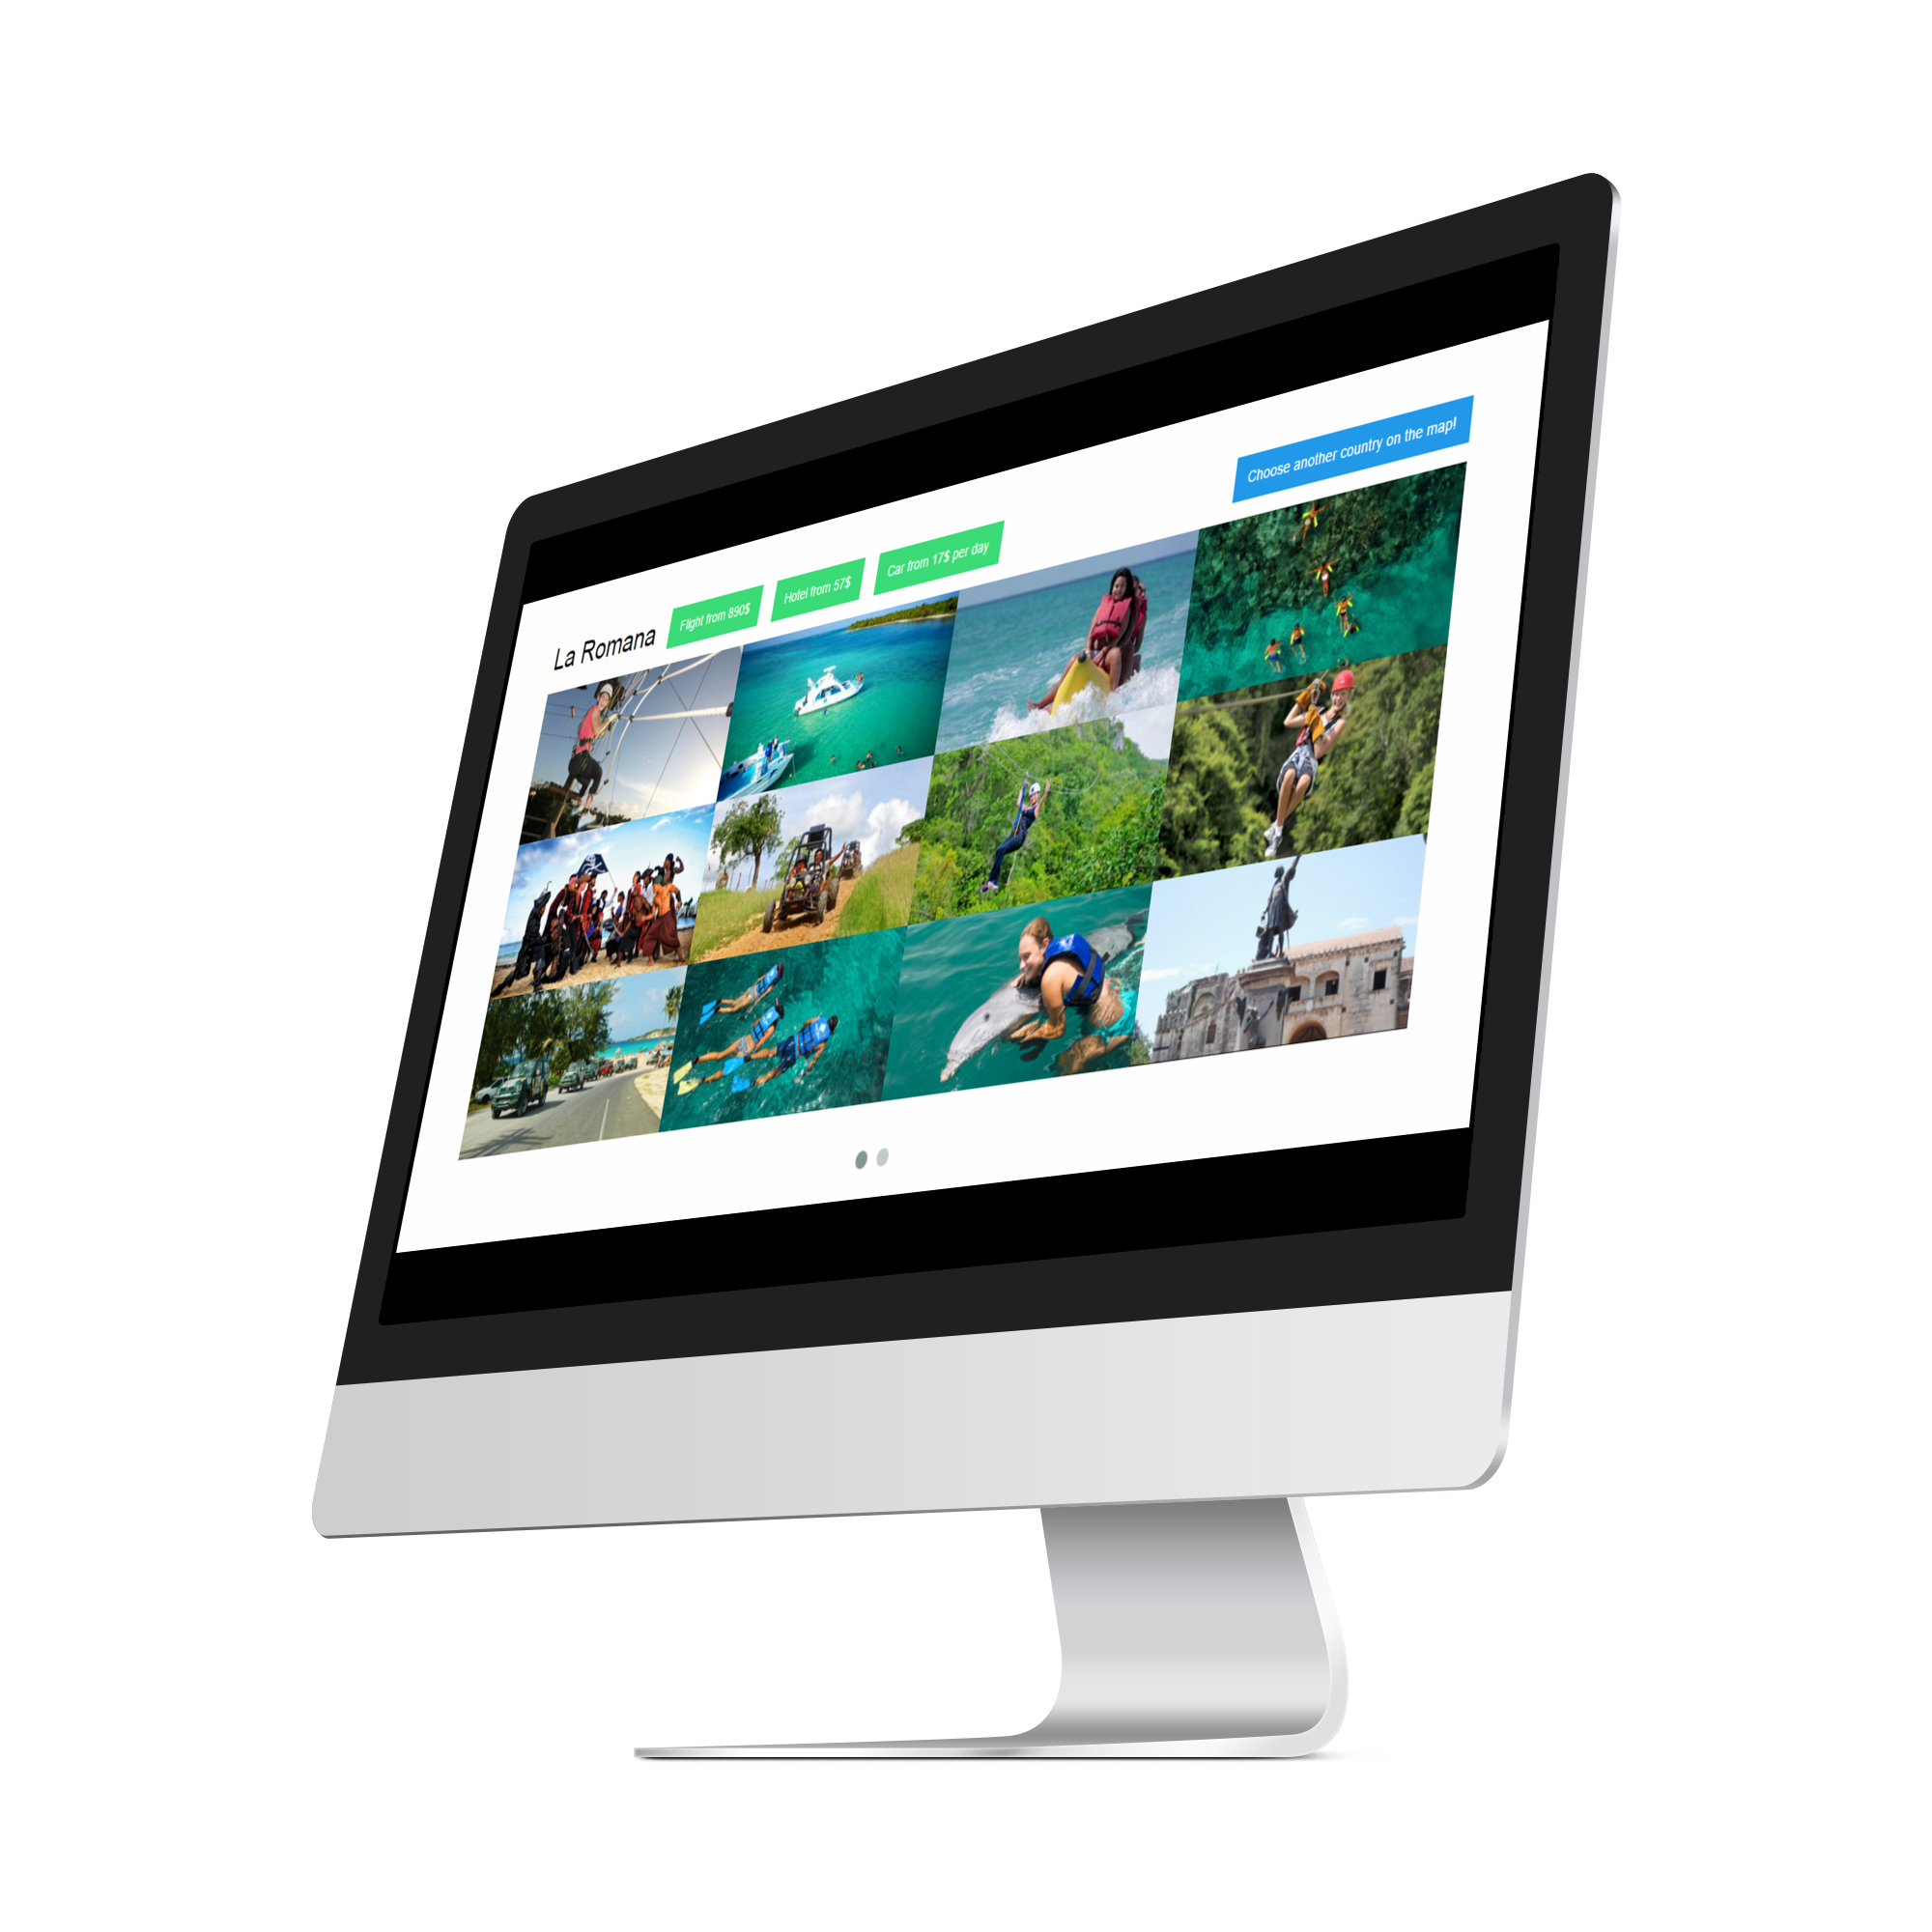 La Romana
Flight from 890$
Hotel from 57$
Car from 17$ per day
Choose another country on the map!